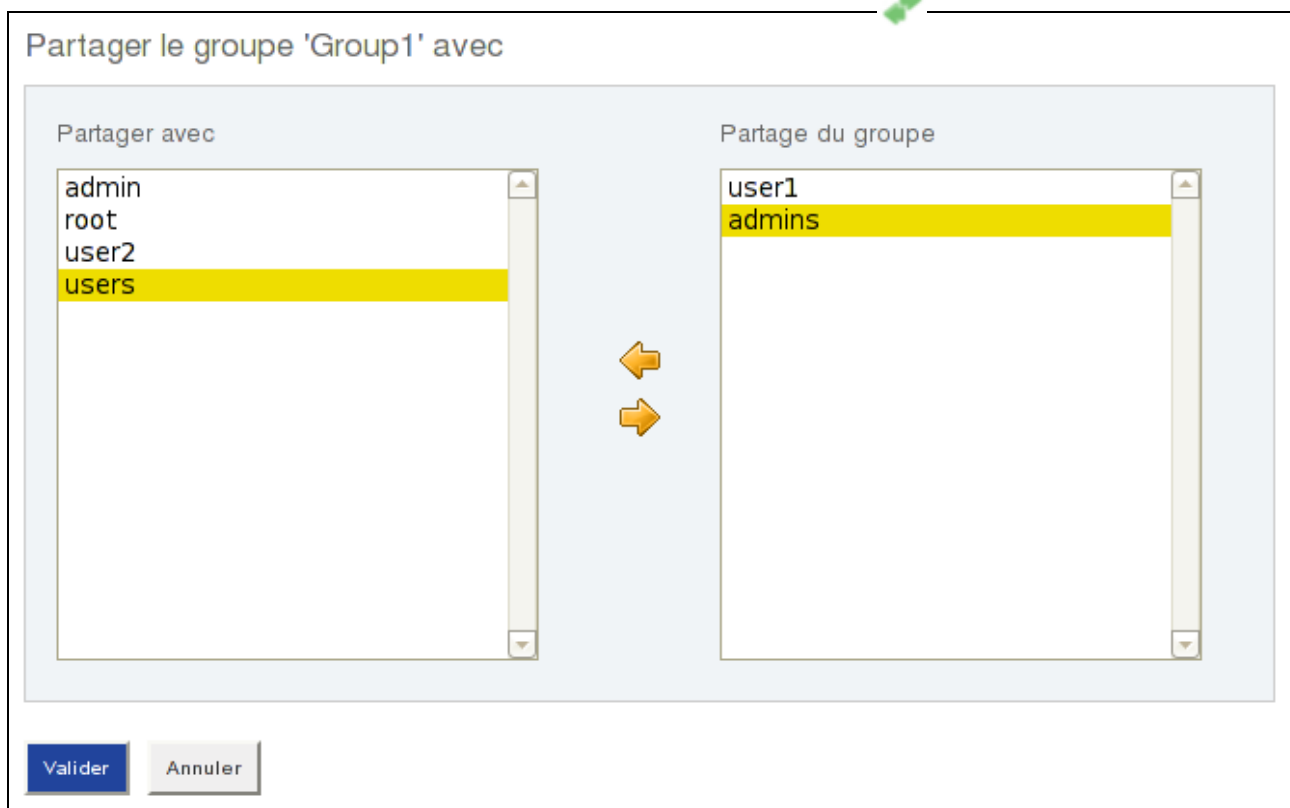 Partager le groupe 'Group1' avec
Partager avec
admin
root
user2
users
Partage du groupe
user1
admins
Valider
Annuler